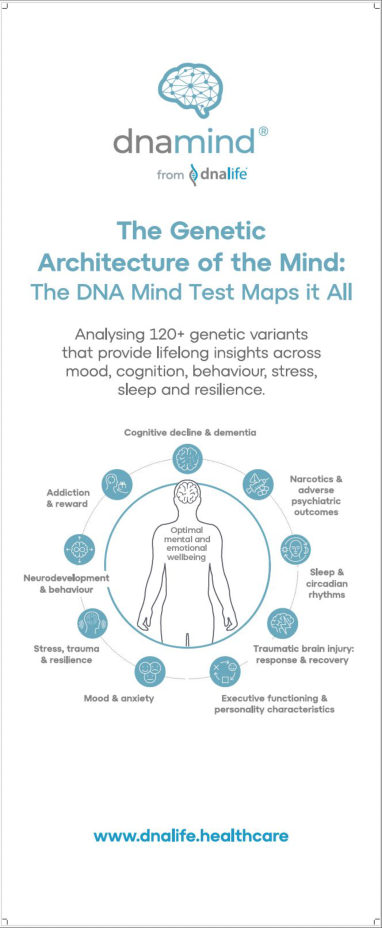 dnamind®
from dnalife®
The Genetic
Architecture of the Mind:
The DNA Mind Test Maps it All
Analysing 120+ genetic variants
that provide lifelong insights across
mood, cognition, behaviour, stress,
sleep and resilience.
Cognitive decline & dementia
Narcotics &
adverse
psychiatric
outcomes
Addiction
& reward
Optimal
mental and
emotional
wellbeing
Sleep &
circadian
rhythms
Neurodevelopment
& behaviour
Stress, trauma
& resilience
Traumatic brain injury:
response & recovery
Mood & anxiety
Executive functioning &
personality characteristics
www.dnalife.healthcare